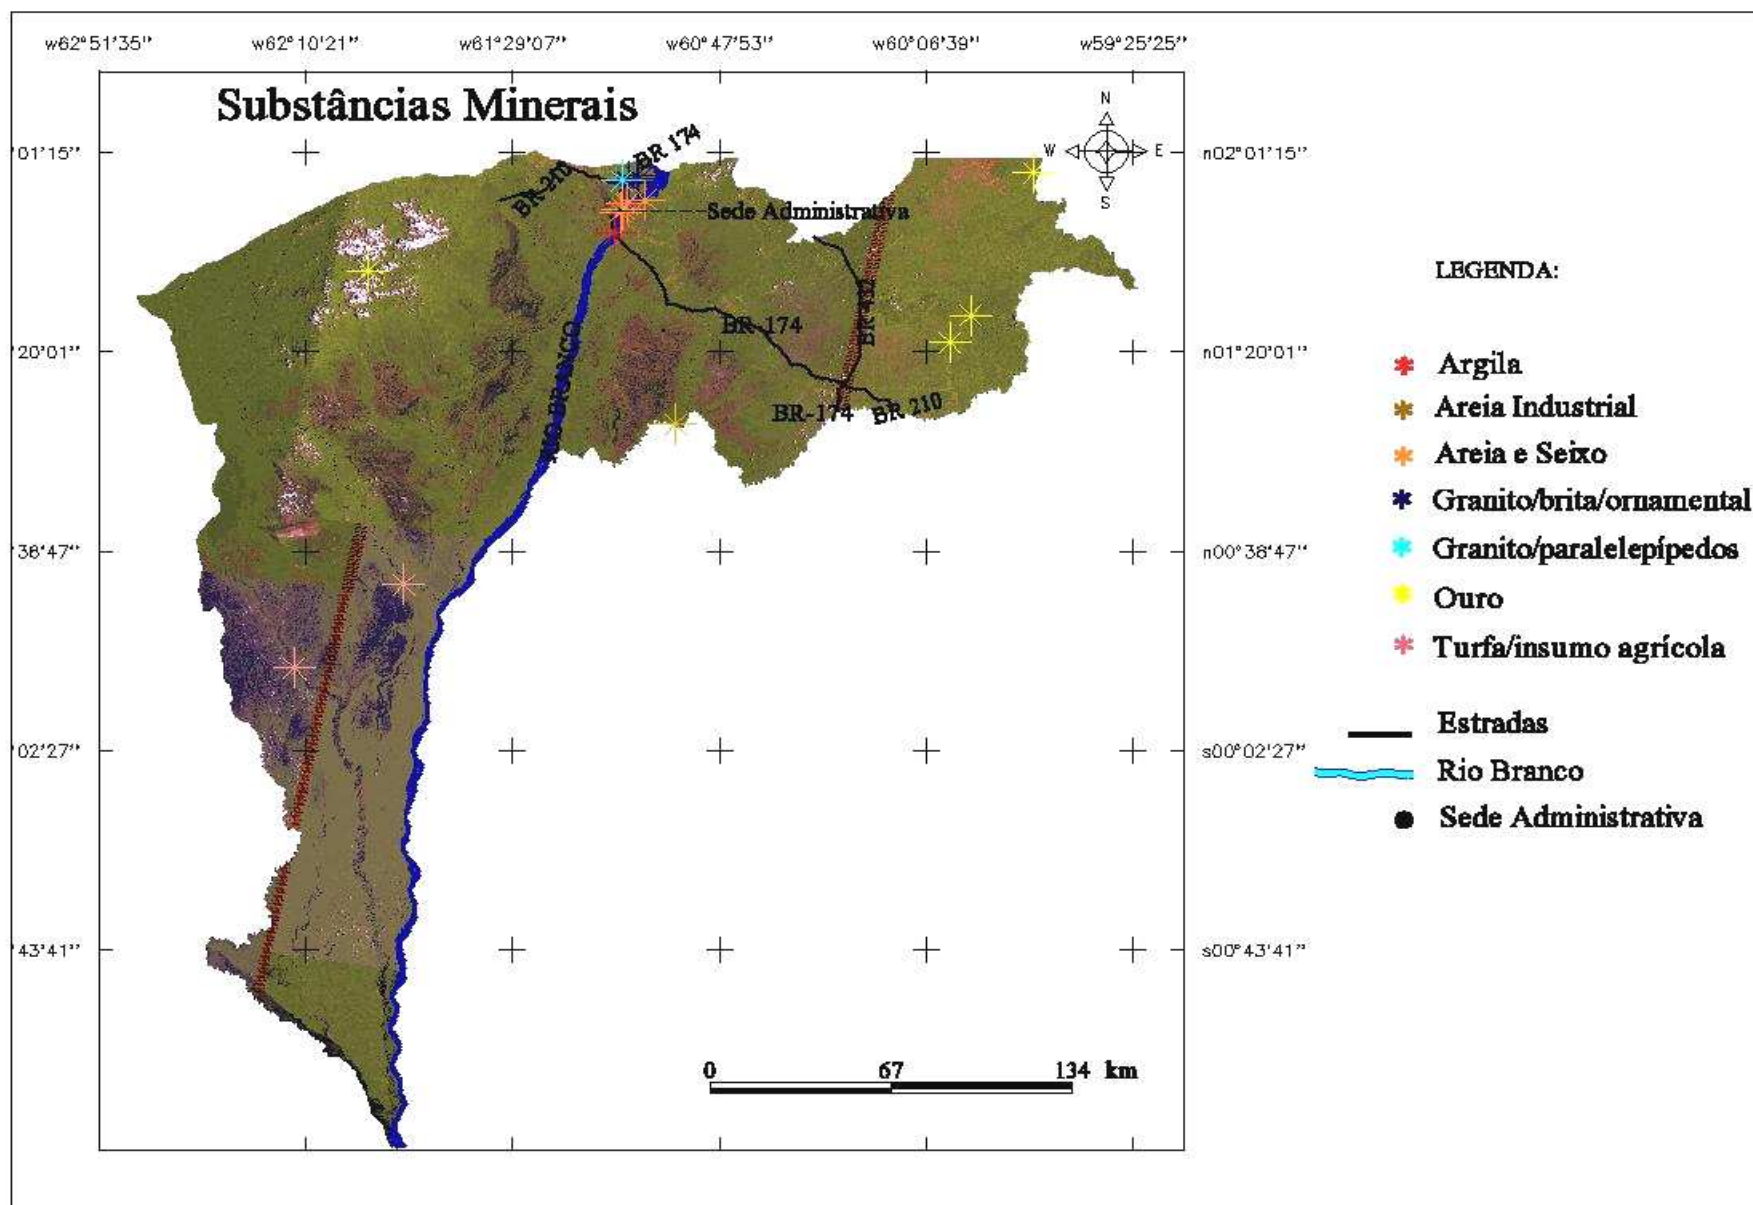 w62°51'35" w62°10'21" w61°29'07" w60°47'53" w60°06'39" w59°25'25"
Substâncias Minerais
N
W E
S
'01'15" n02°01'15"
BR 174
BR-210
Sede Administrativa
BR-174
RIO BRANCO
'20'01" n01°20'01"
BR-174
BR 210
'38'47" n00°38'47"
'02'27" s00°02'27"
'43'41" s00°43'41"
0 67 134 km
LEGENDA:
Argila
Areia Industrial
Areia e Seixo
Granito/brita/ornamental
Granito/paralelepípedos
Ouro
Turfa/insumo agrícola
Estradas
Rio Branco
Sede Administrativa